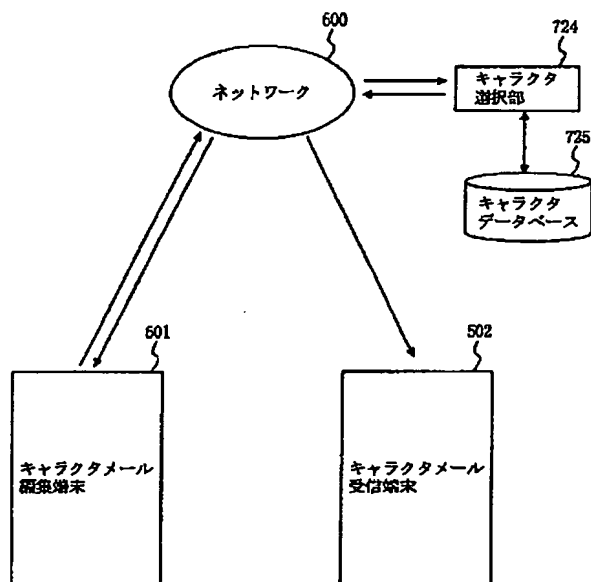 600
ネットワーク
724
キャラクタ
選択部
725
キャラクタ
データベース
501
キャラクタメール
編集端末
502
キャラクタメール
受信端末